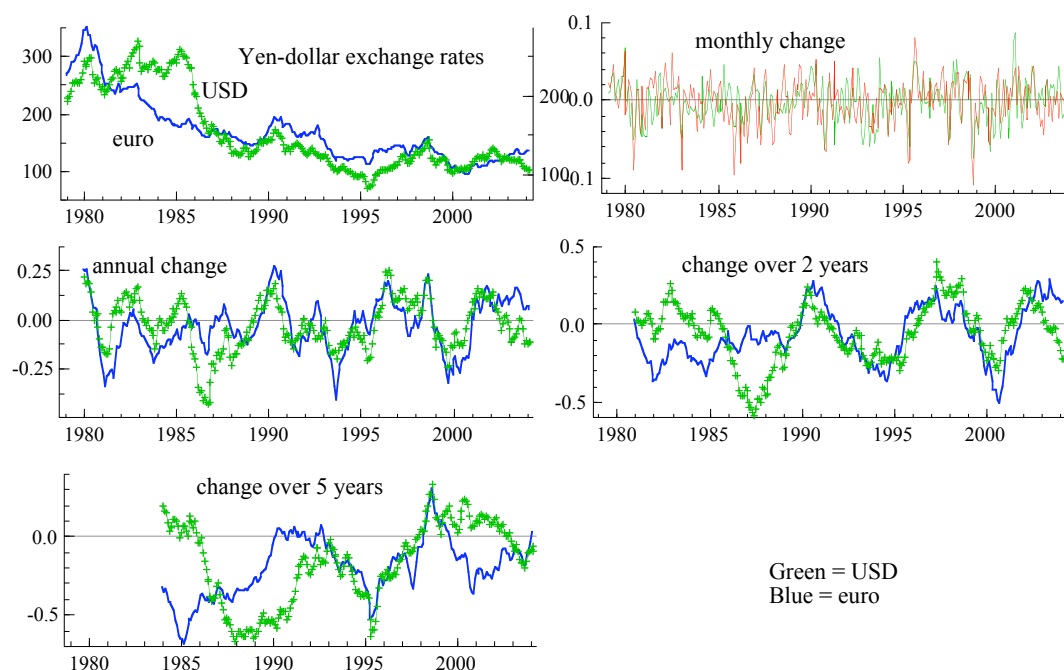 Yen-dollar exchange rates
USD
euro
300
200
100
1980 1985 1990 1995 2000
monthly change
0.1
200
0.0
100
0.1
1980 1985 1990 1995 2000
annual change
0.25
0.00
-0.25
1980 1985 1990 1995 2000
change over 2 years
0.5
0.0
-0.5
1980 1985 1990 1995 2000
change over 5 years
0.0
-0.5
1980 1985 1990 1995 2000
Green = USD
Blue = euro